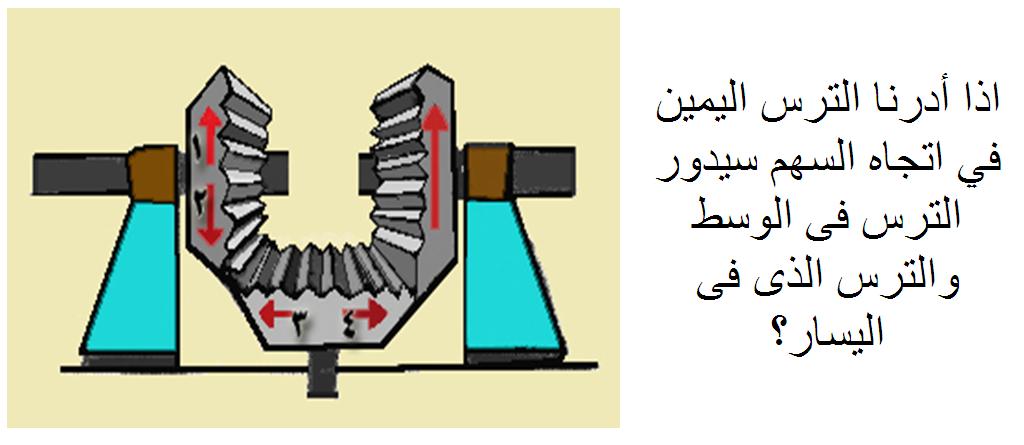 اذا أدرنا الترس اليمين
في اتجاه السهم سيدور
الترس فى الوسط
والترس الذى فى
اليسار؟
١
٢
٣ ٤